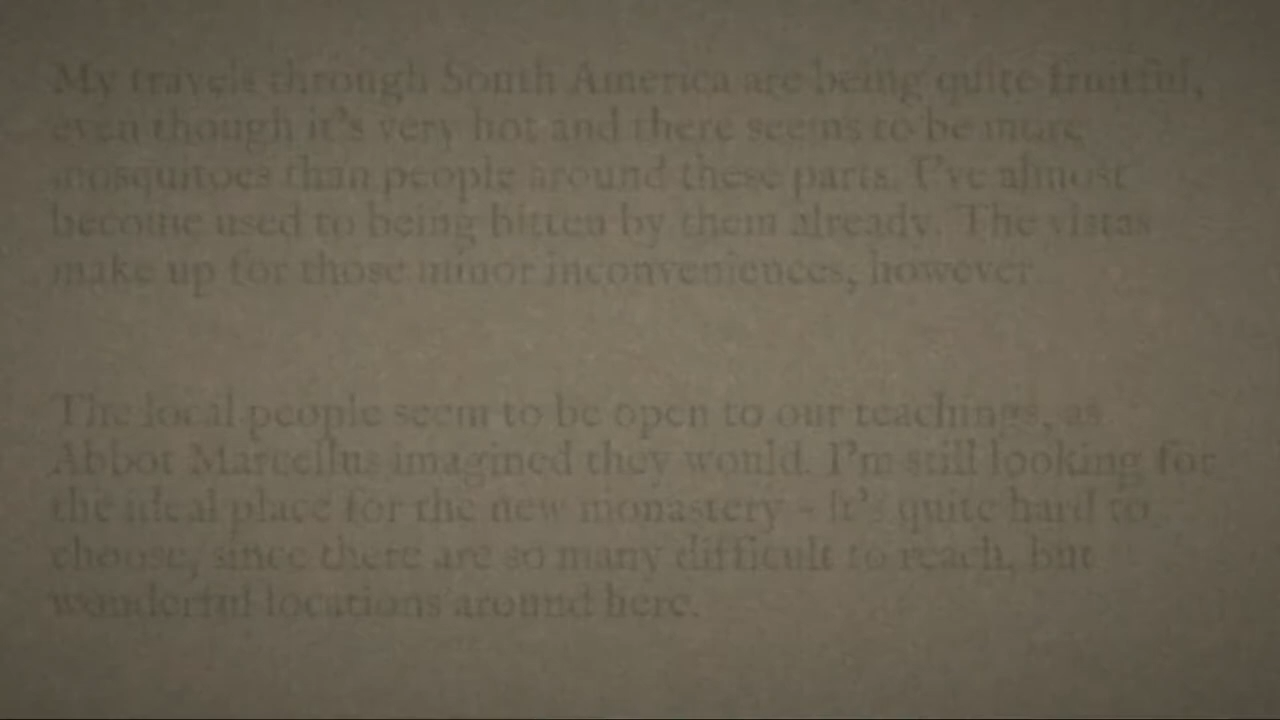 My travels through South America are being quite fruitful,
even though it's very hot and there seems to be more
mosquitoes than people around these parts. I've almost
become used to being bitten by them already. The vistas
make up for those minor inconveniences, however.
The local people seem to be open to our teachings, as
Abbot Marcellus imagined they would. I'm still looking for
the ideal place for the new monastery - it's quite hard to
choose, since there are so many difficult to reach, but
wonderful locations around here.